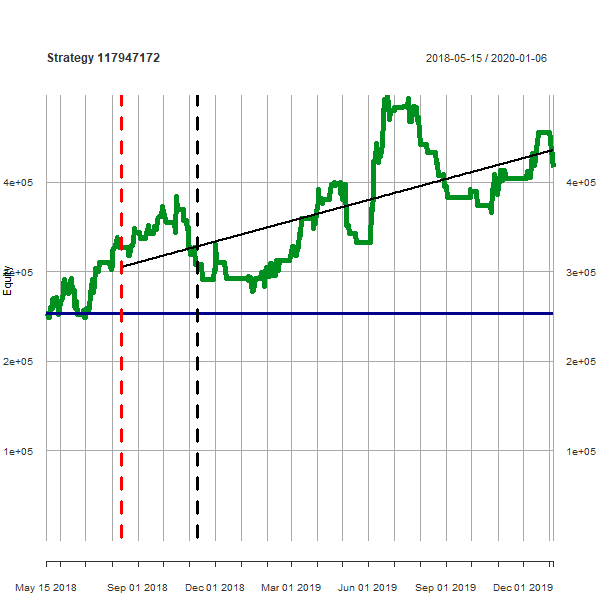 Strategy 117947172
2018-05-15 / 2020-01-06
4e+05
4e+05
3e+05
3e+05
Equity
2e+05
2e+05
1e+05
1e+05
May 15 2018
Sep 01 2018
Dec 01 2018
Mar 01 2019
Jun 01 2019
Sep 01 2019
Dec 01 2019